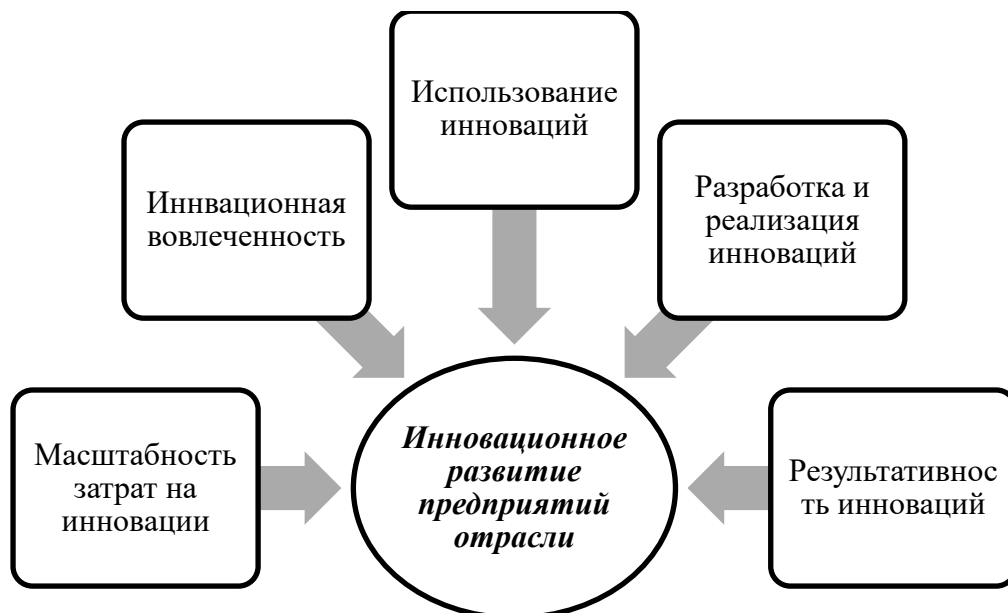 Использование
инноваций
Иннвационная
вовлеченность
Разработка и
реализация
инноваций
Масштабность
затрат на
инновации
Инновационное
развитие
предприятий
отрасли
Результативнос
ть инноваций